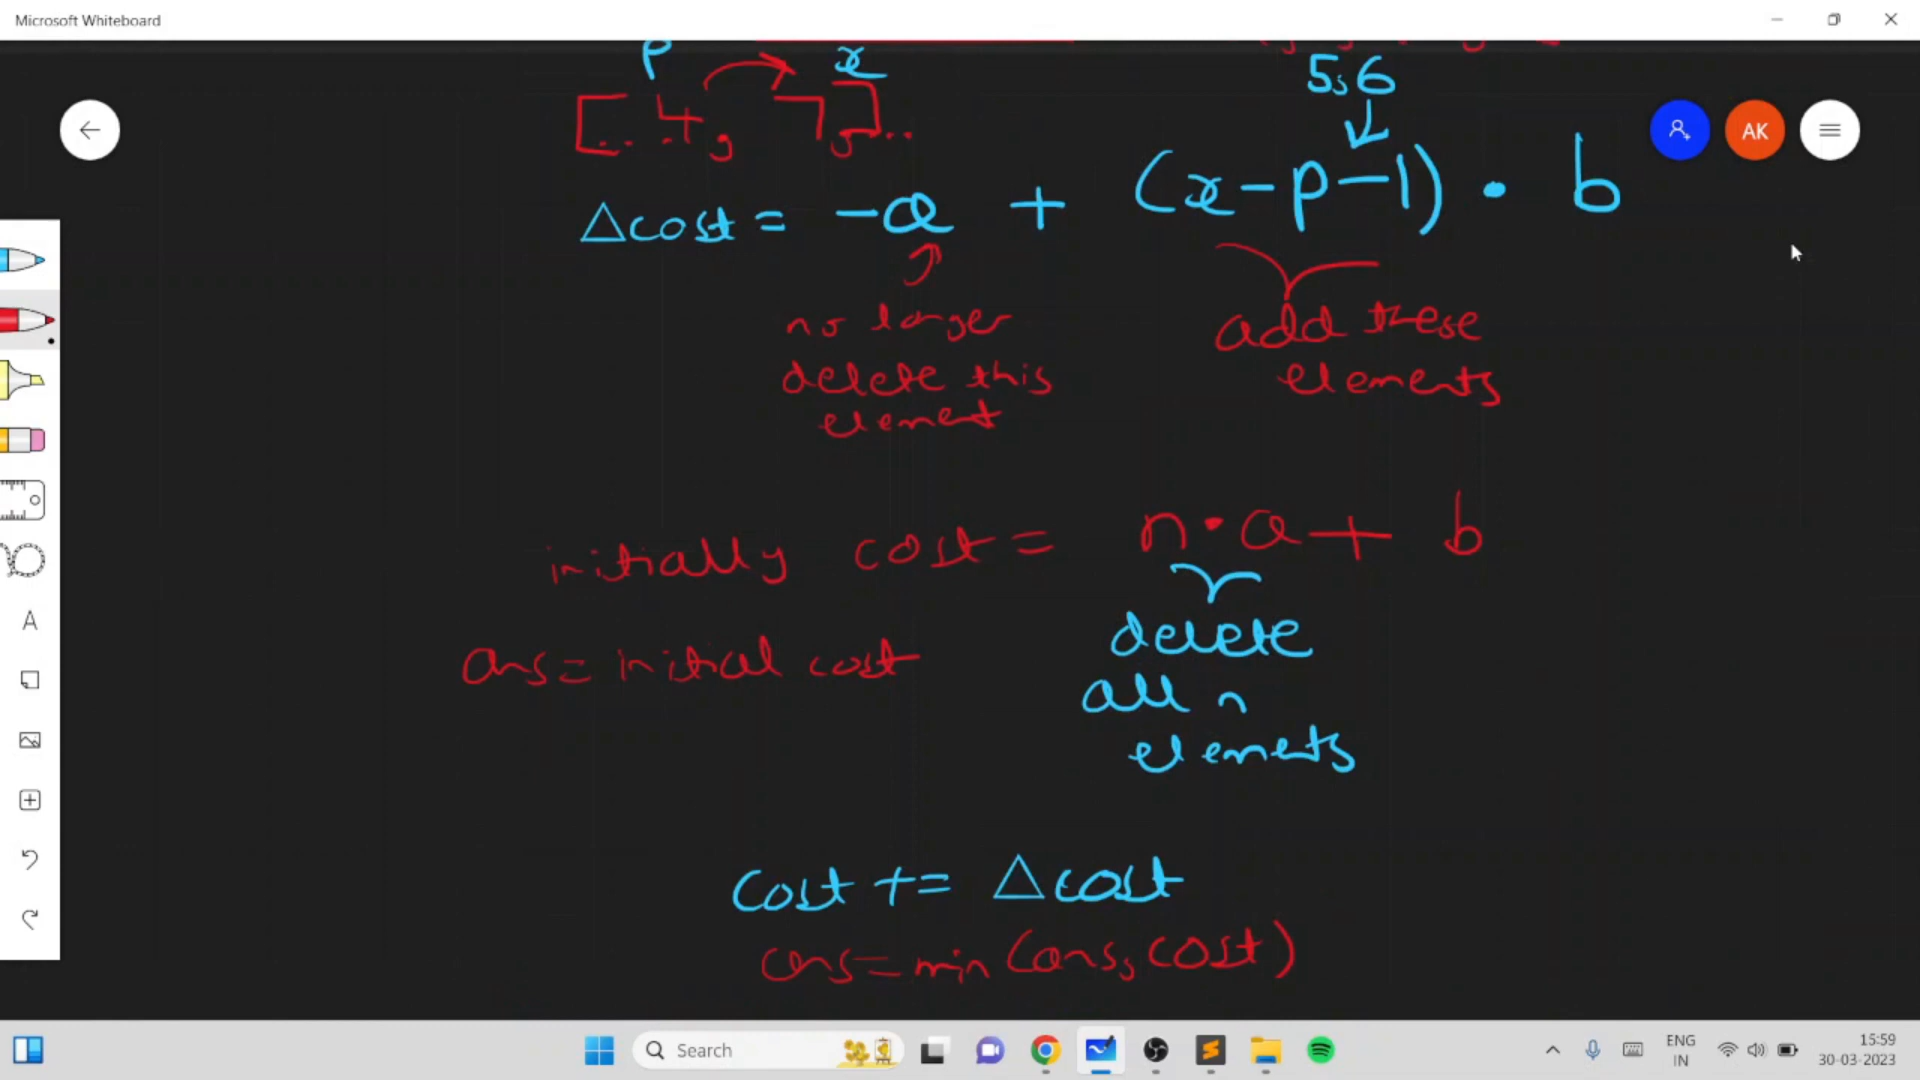 Microsoft Whiteboard
p x
[.. .4, 7], ..
5,6
Δcost = -a + (x-p-1) · b
no longer delete this element
add these elements
initially cost = n·a + b
delete all n elements
ans = initial cost
cost += Δcost
ans = min (ans, cost)
AK
A
Search
ENG
IN
15:59
30-03-2023